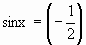 sinx = (-1/2)